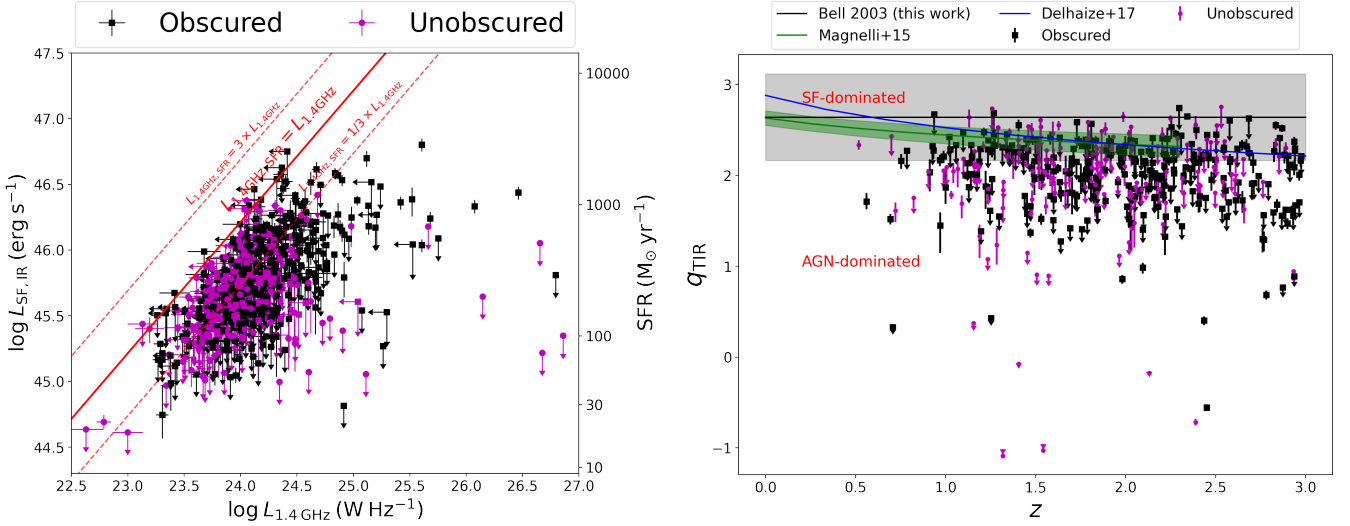 Obscured
Unobscured
47.5
47.0
46.5
46.0
45.5
45.0
44.5
log L_SF, IR (erg s⁻¹)
L_1.4GHz, SFR = 3 × L_1.4GHz
L_1.4GHz, SFR = L_1.4GHz
L_1.4GHz, SFR = 1/3 × L_1.4GHz
10000
1000
100
30
10
SFR (M_⊙ yr⁻¹)
22.5 23.0 23.5 24.0 24.5 25.0 25.5 26.0 26.5 27.0
log L_1.4 GHz (W Hz⁻¹)
Bell 2003 (this work)
Magnelli+15
Delhaize+17
Obscured
Unobscured
3
2
1
0
−1
q_TIR
SF-dominated
AGN-dominated
0.0 0.5 1.0 1.5 2.0 2.5 3.0
z